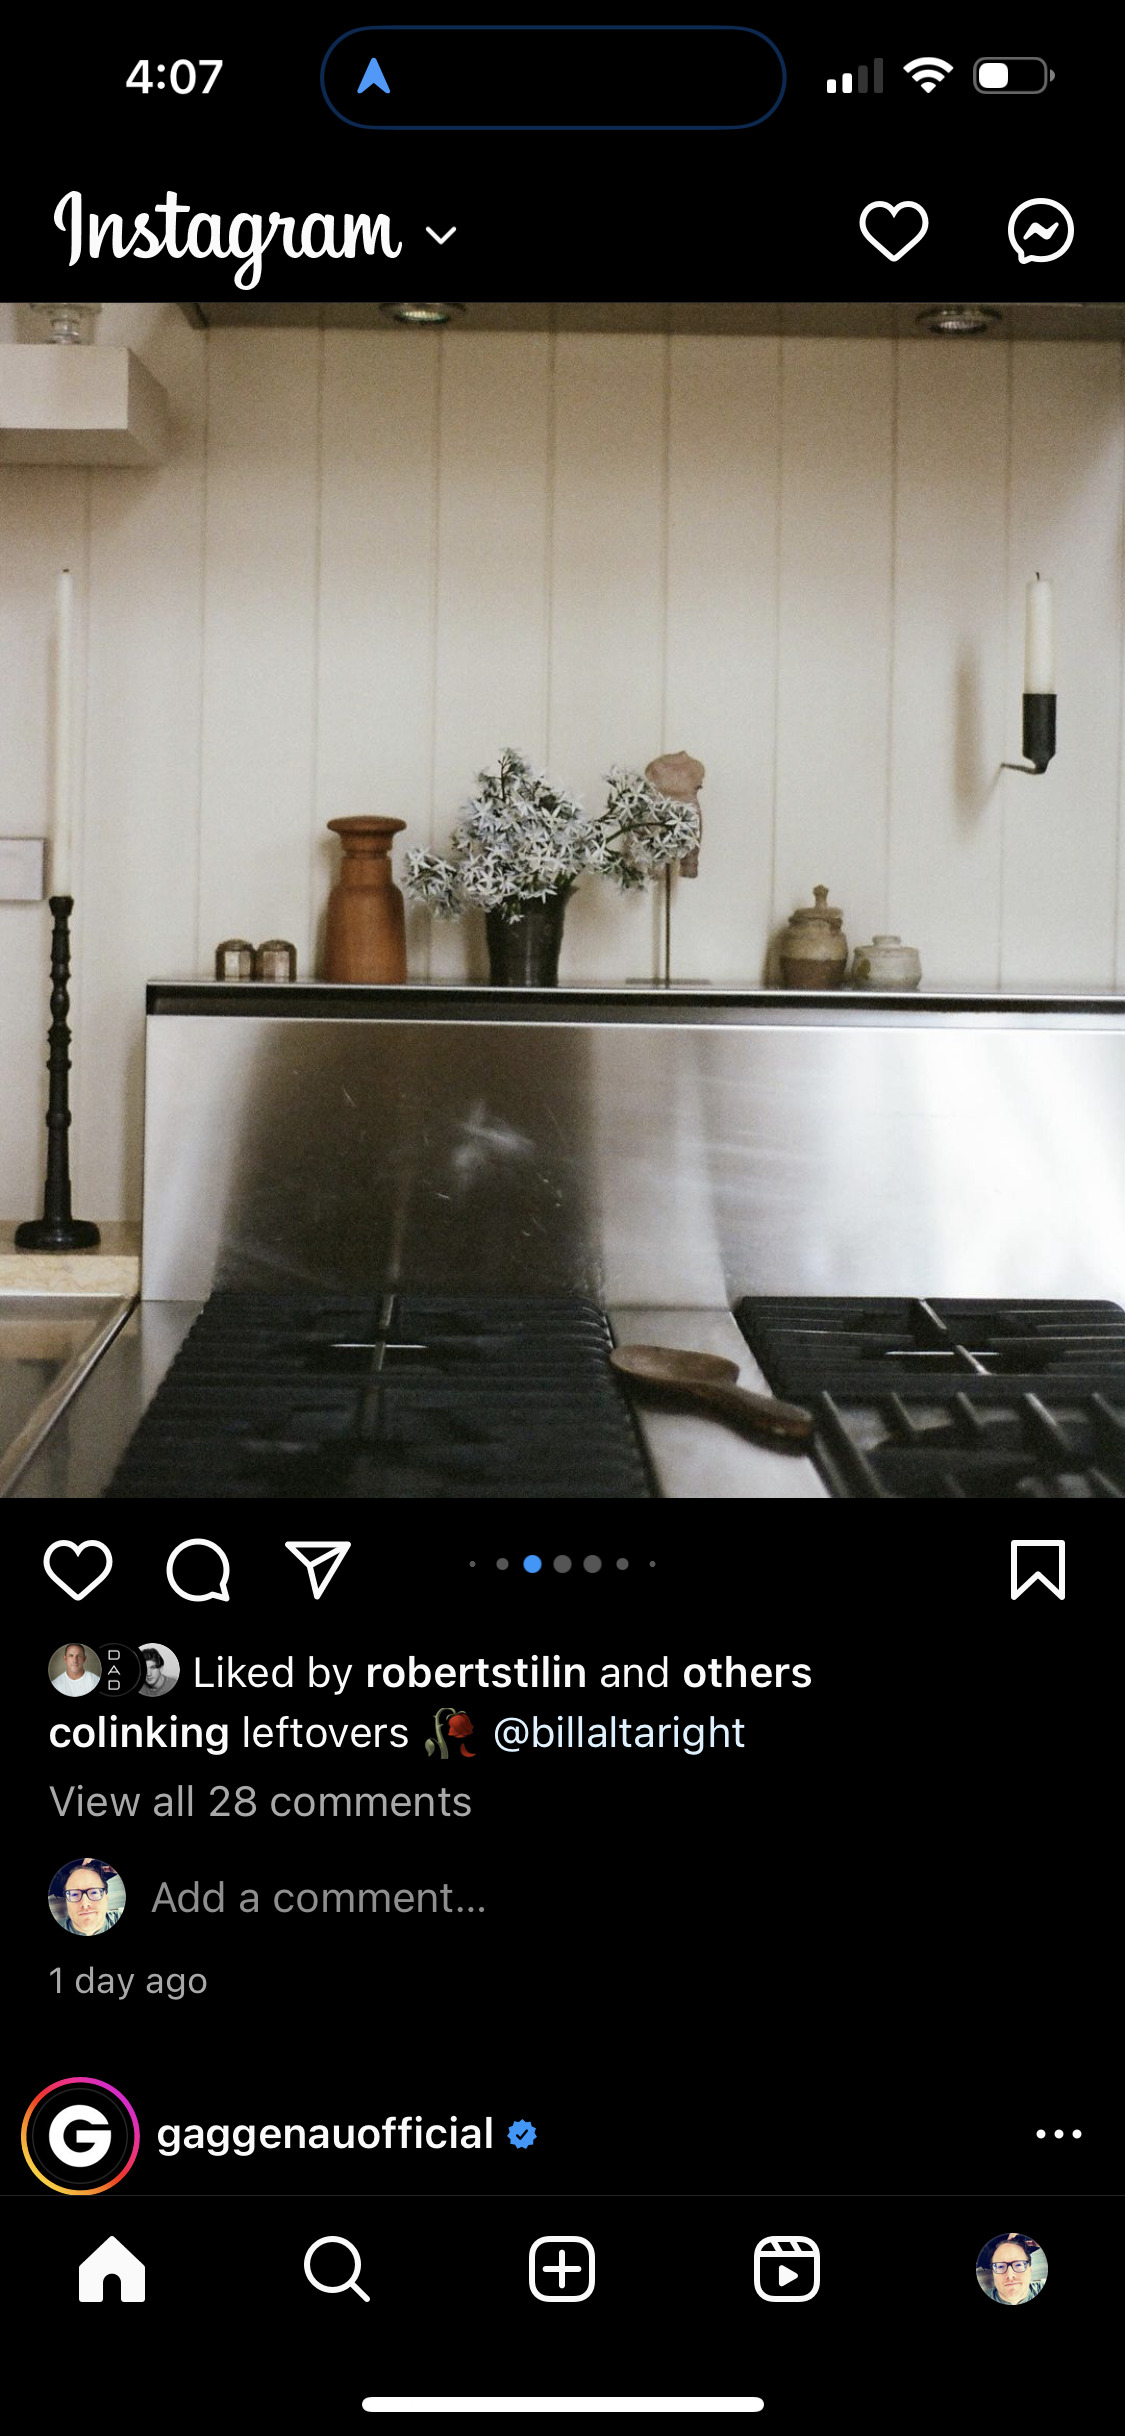 4:07
Instagram
DAD
Liked by robertstilin and others
colinking leftovers 🥀 @billaltaright
View all 28 comments
Add a comment...
1 day ago
G
gaggenauofficial